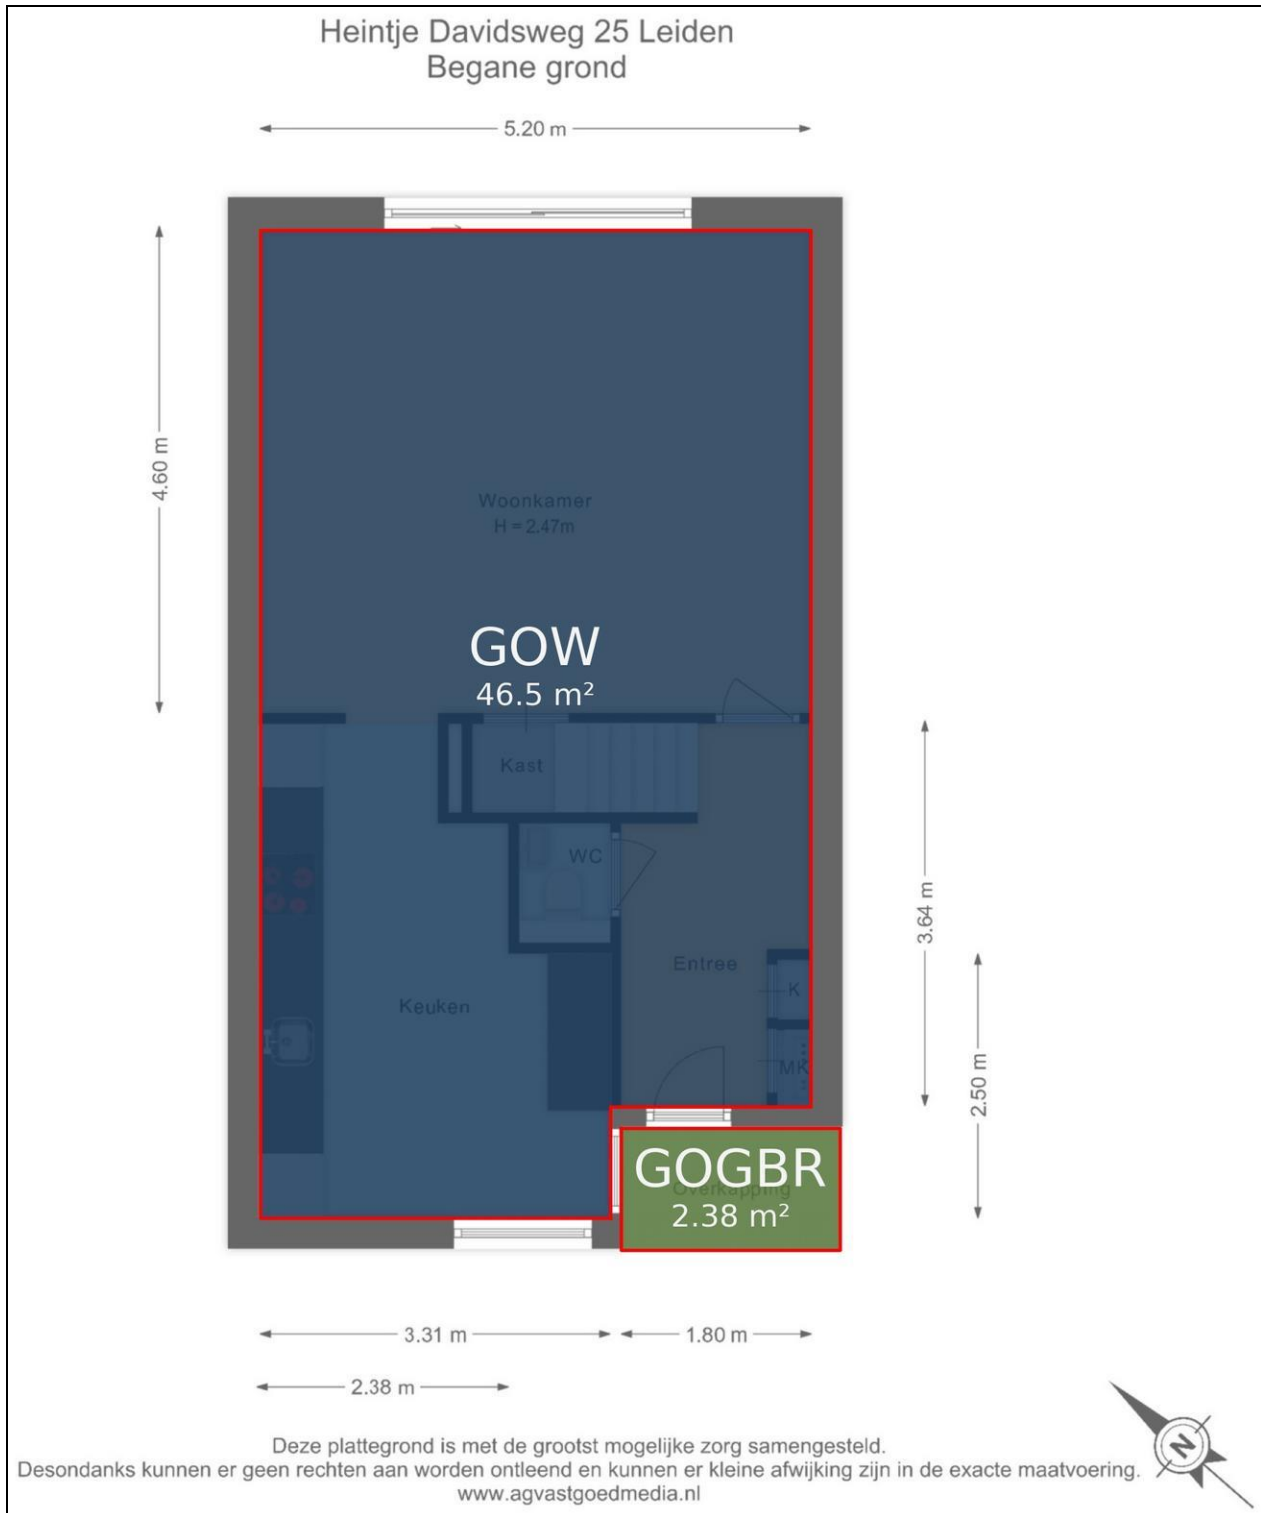 Heintje Davidsweg 25 Leiden
Begane grond
5.20 m
4.60 m
Woonkamer
H = 2.47m
GOW
46.5 m²
Kast
WC
3.64 m
Entree
K
Keuken
2.50 m
MK
GOGBR
Overkapping
2.38 m²
3.31 m
1.80 m
2.38 m
N
Deze plattegrond is met de grootst mogelijke zorg samengesteld.
Desondanks kunnen er geen rechten aan worden ontleend en kunnen er kleine afwijking zijn in de exacte maatvoering.
www.agvastgoedmedia.nl